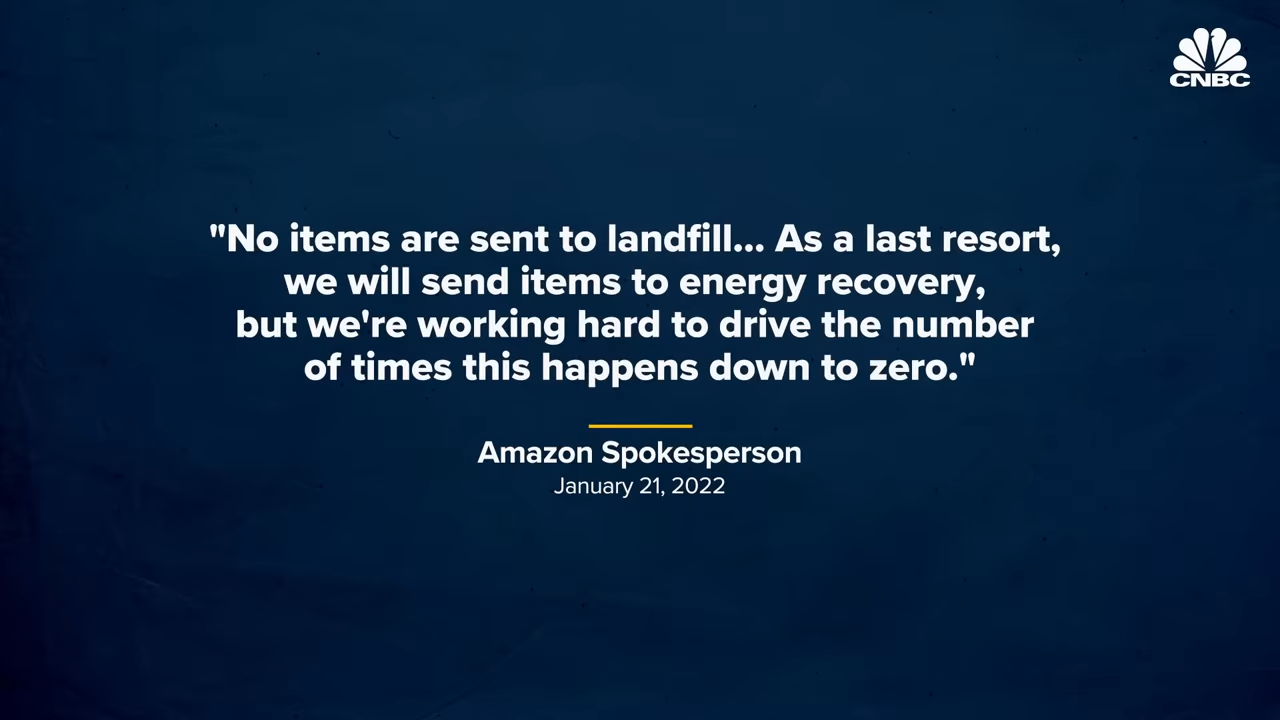 CNBC
"No items are sent to landfill... As a last resort,
we will send items to energy recovery,
but we're working hard to drive the number
of times this happens down to zero."
Amazon Spokesperson
January 21, 2022